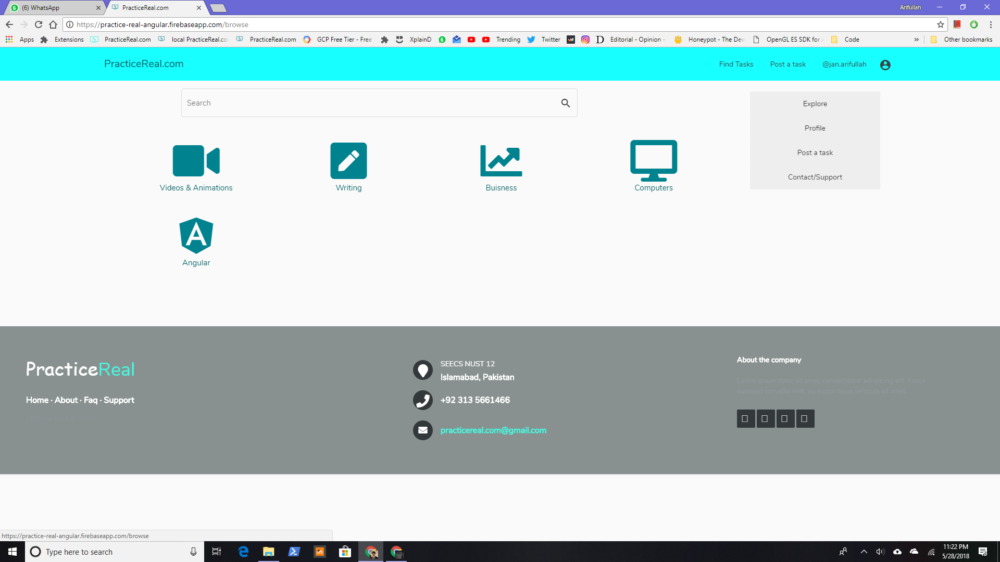 (6) WhatsApp
PracticeReal.com
Arifullah
https://practice-real-angular.firebaseapp.com/browse
Apps Extensions PracticeReal.com local PracticeReal.co PracticeReal.com GCP Free Tier - Free XplainD Trending Twitter Editorial - Opinion - Honeypot - The Dev OpenGL ES SDK for Code » Other bookmarks
PracticeReal.com
Find Tasks Post a task @jan.arifullah
Search
Explore
Profile
Post a task
Contact/Support
Videos & Animations Writing Buisness Computers
Angular
PracticeReal
Home · About · Faq · Support
SEECS NUST 12
Islamabad, Pakistan
+92 313 5661466
practicereal.com@gmail.com
About the company
Lorem ipsum dolor sit amet, consectateur adispicing elit. Fusce
euismod convallis velit, eu auctor lacus vehicula sit amet.
https://practice-real-angular.firebaseapp.com/browse
Type here to search
11:22 PM
5/28/2018